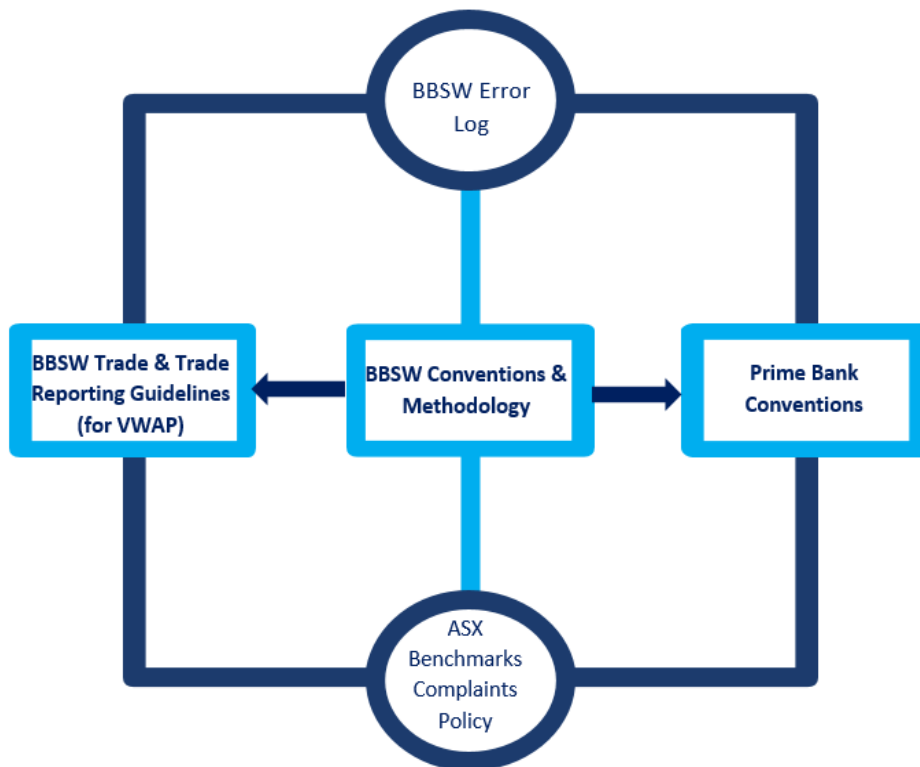 BBSW Error
Log
BBSW Trade & Trade
Reporting Guidelines
(for VWAP)
BBSW Conventions &
Methodology
Prime Bank
Conventions
ASX
Benchmarks
Complaints
Policy